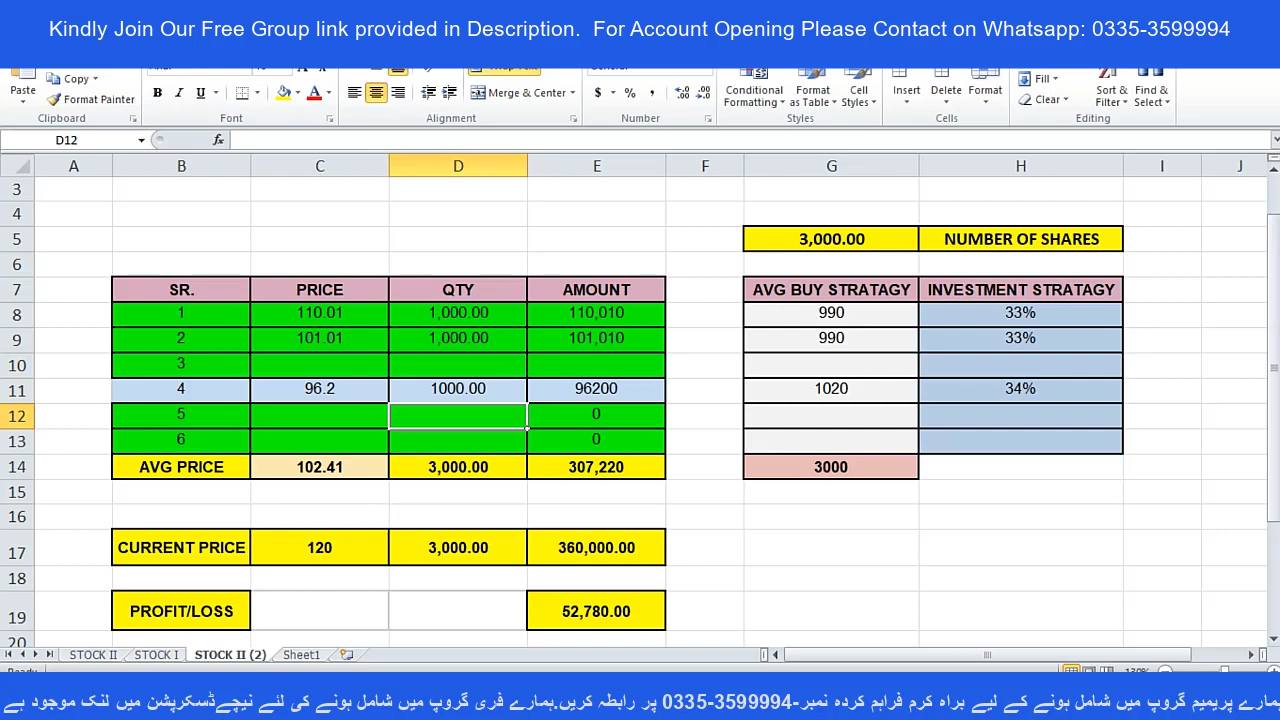 Kindly Join Our Free Group link provided in Description.  For Account Opening Please Contact on Whatsapp: 0335-3599994
Paste Copy B I U Merge & Center $ % , Conditional Format Cell Insert Delete Format Fill Sort & Find &
Format Painter Formatting as Table Styles Clear Filter Select
Clipboard Font Alignment Number Styles Cells Editing
D12 fx
A B C D E F G H I J
3
4
5 3,000.00 NUMBER OF SHARES
6
7 SR. PRICE QTY AMOUNT AVG BUY STRATAGY INVESTMENT STRATAGY
8 1 110.01 1,000.00 110,010 990 33%
9 2 101.01 1,000.00 101,010 990 33%
10 3
11 4 96.2 1000.00 96200 1020 34%
12 5 0
13 6 0
14 AVG PRICE 102.41 3,000.00 307,220 3000
15
16
17 CURRENT PRICE 120 3,000.00 360,000.00
18
19 PROFIT/LOSS 52,780.00
20
STOCK II STOCK I STOCK II (2) Sheet1
ہمارے پریمیم گروپ میں شامل ہونے کے لیے براہ کرم فراہم کردہ نمبر-0335-3599994 پر رابطہ کریں.ہمارے فری گروپ میں شامل ہونے کی لئے نیچےڈسکرپشن میں لنک موجود ہے